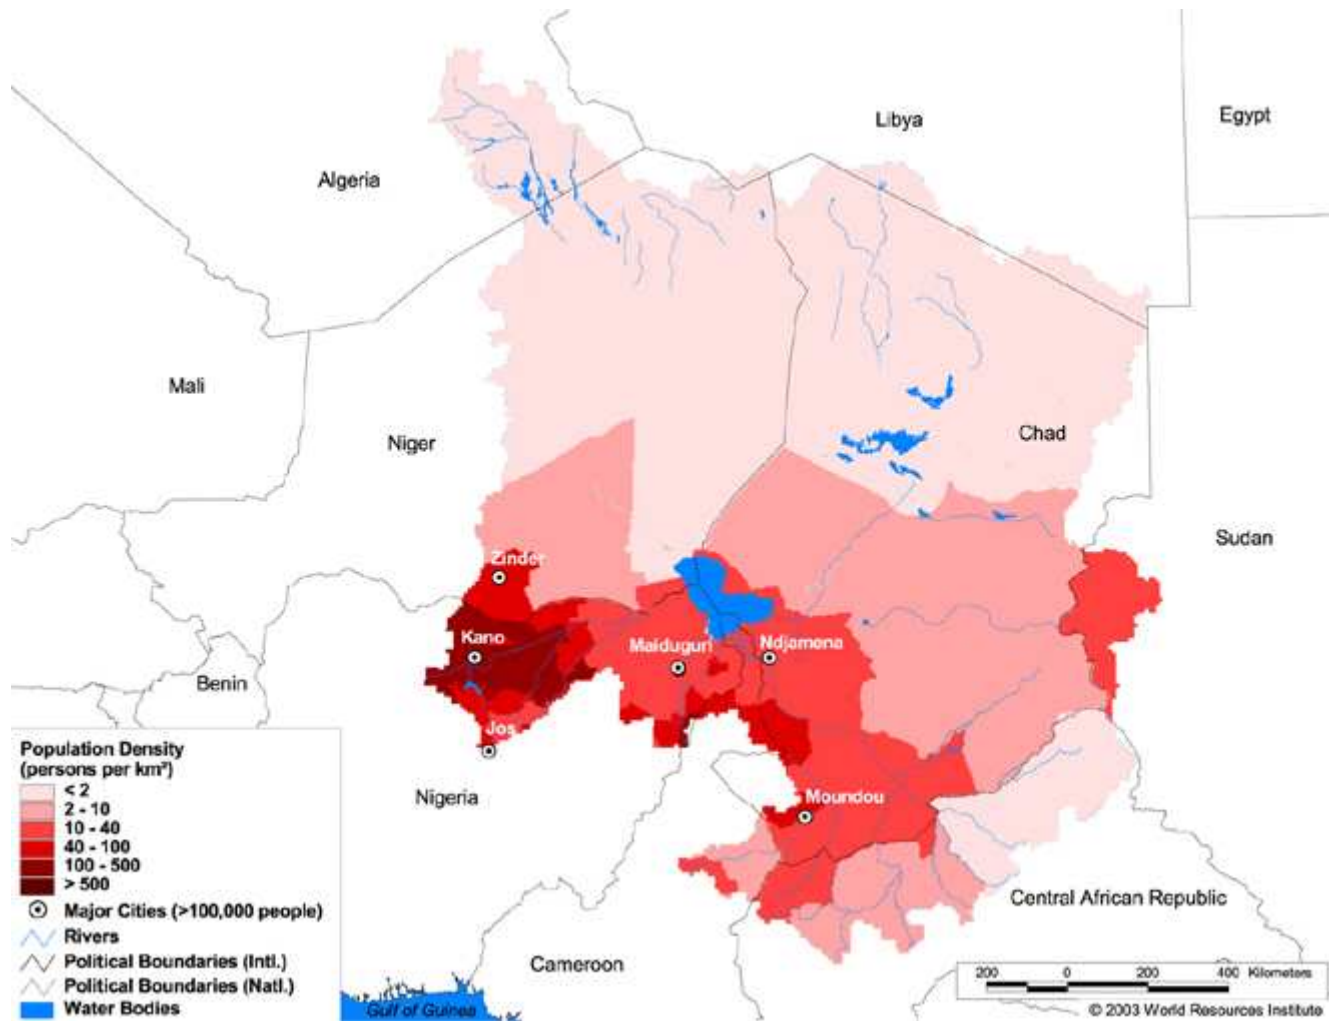 Libya
Egypt
Algeria
Mali
Niger
Chad
Sudan
Zinder
Kano
Maiduguri
Ndjamena
Benin
Jos
Nigeria
Moundou
Central African Republic
Cameroon
Gulf of Guinea
Population Density
(persons per km²)
< 2
2 - 10
10 - 40
40 - 100
100 - 500
> 500
Major Cities (>100,000 people)
Rivers
Political Boundaries (Intl.)
Political Boundaries (Natl.)
Water Bodies
200 0 200 400 Kilometers
© 2003 World Resources Institute